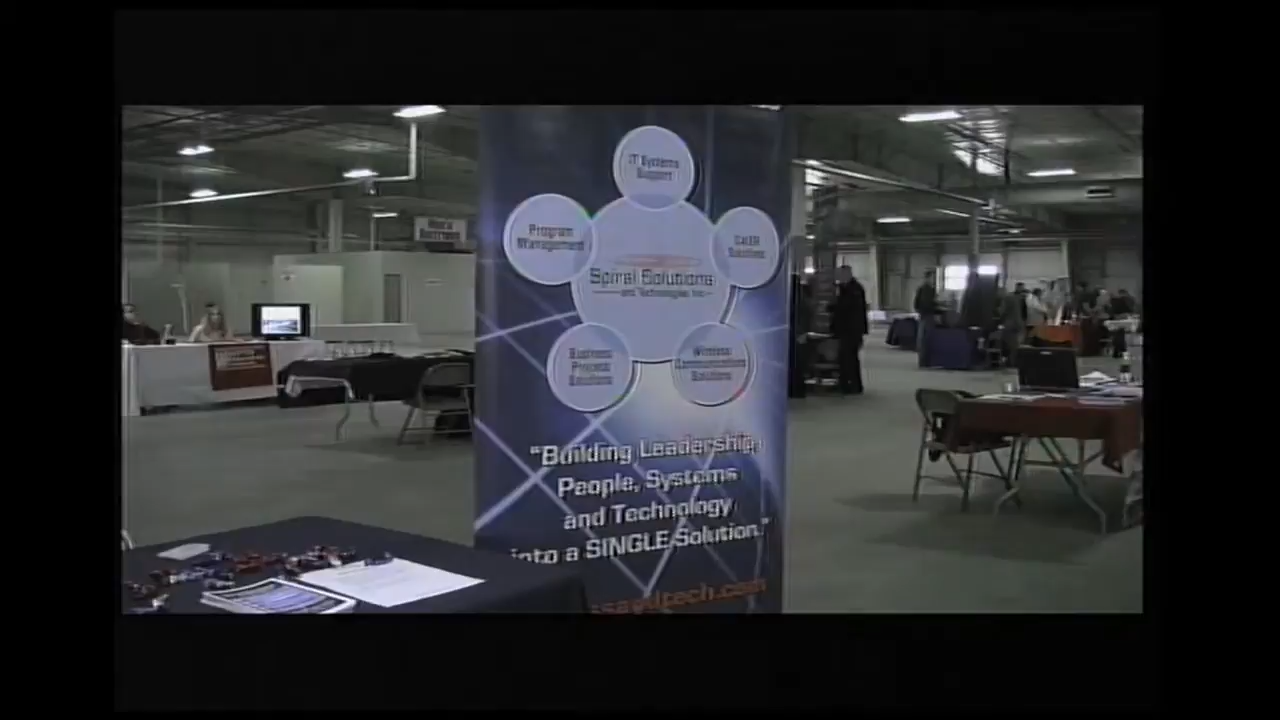 IT Systems
Support
Program
Management
C4ISR
Solutions
Spiral Solutions
and Technologies, Inc.
Business
Process
Solutions
Wireless
Communications
Solutions
"Building Leadership,
People, Systems
and Technology
into a SINGLE Solution."